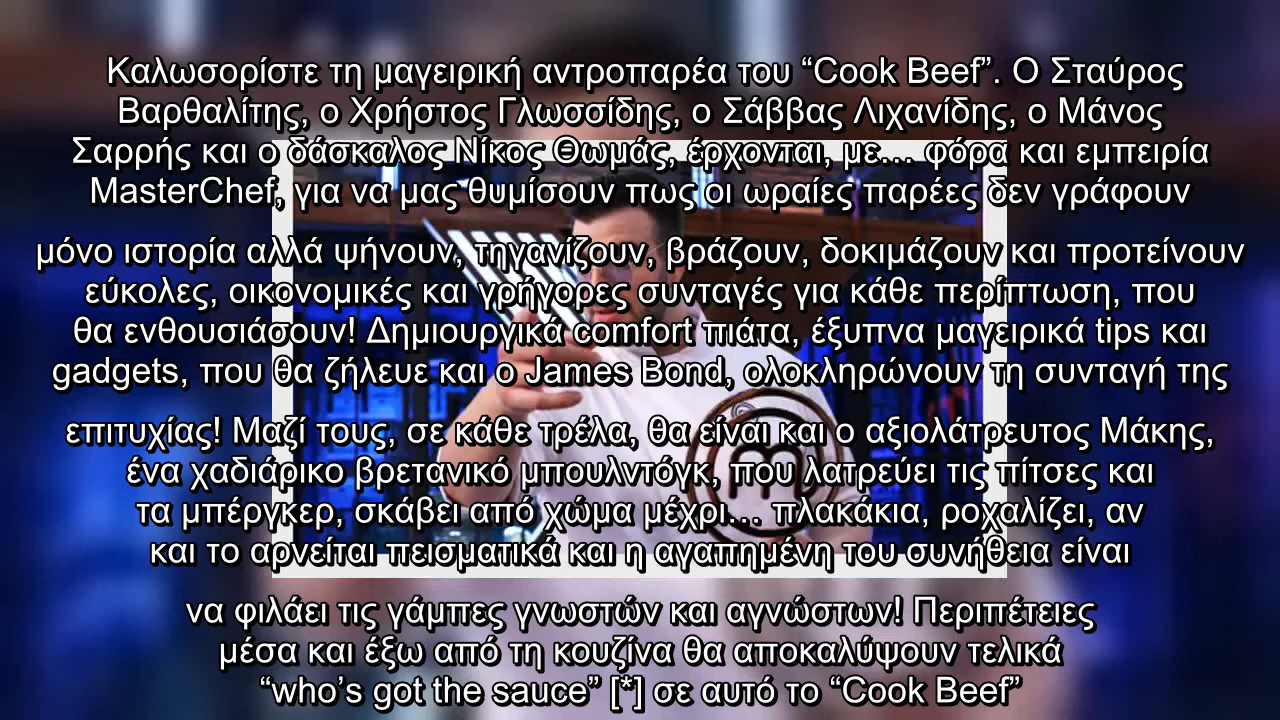 Καλωσορίστε τη μαγειρική αντροπαρέα του “Cook Beef”. Ο Σταύρος
Βαρθαλίτης, ο Χρήστος Γλωσσίδης, ο Σάββας Λιχανίδης, ο Μάνος
Σαρρής και ο δάσκαλος Νίκος Θωμάς, έρχονται, με… φόρα και εμπειρία
MasterChef, για να μας θυμίσουν πως οι ωραίες παρέες δεν γράφουν
μόνο ιστορία αλλά ψήνουν, τηγανίζουν, βράζουν, δοκιμάζουν και προτείνουν
εύκολες, οικονομικές και γρήγορες συνταγές για κάθε περίπτωση, που
θα ενθουσιάσουν! Δημιουργικά comfort πιάτα, έξυπνα μαγειρικά tips και
gadgets, που θα ζήλευε και ο James Bond, ολοκληρώνουν τη συνταγή της
επιτυχίας! Μαζί τους, σε κάθε τρέλα, θα είναι και ο αξιολάτρευτος Μάκης,
ένα χαδιάρικο βρετανικό μπουλντόγκ, που λατρεύει τις πίτσες και
τα μπέργκερ, σκάβει από χώμα μέχρι… πλακάκια, ροχαλίζει, αν
και το αρνείται πεισματικά και η αγαπημένη του συνήθεια είναι
να φιλάει τις γάμπες γνωστών και αγνώστων! Περιπέτειες
μέσα και έξω από τη κουζίνα θα αποκαλύψουν τελικά
“who’s got the sauce” [*] σε αυτό το “Cook Beef”